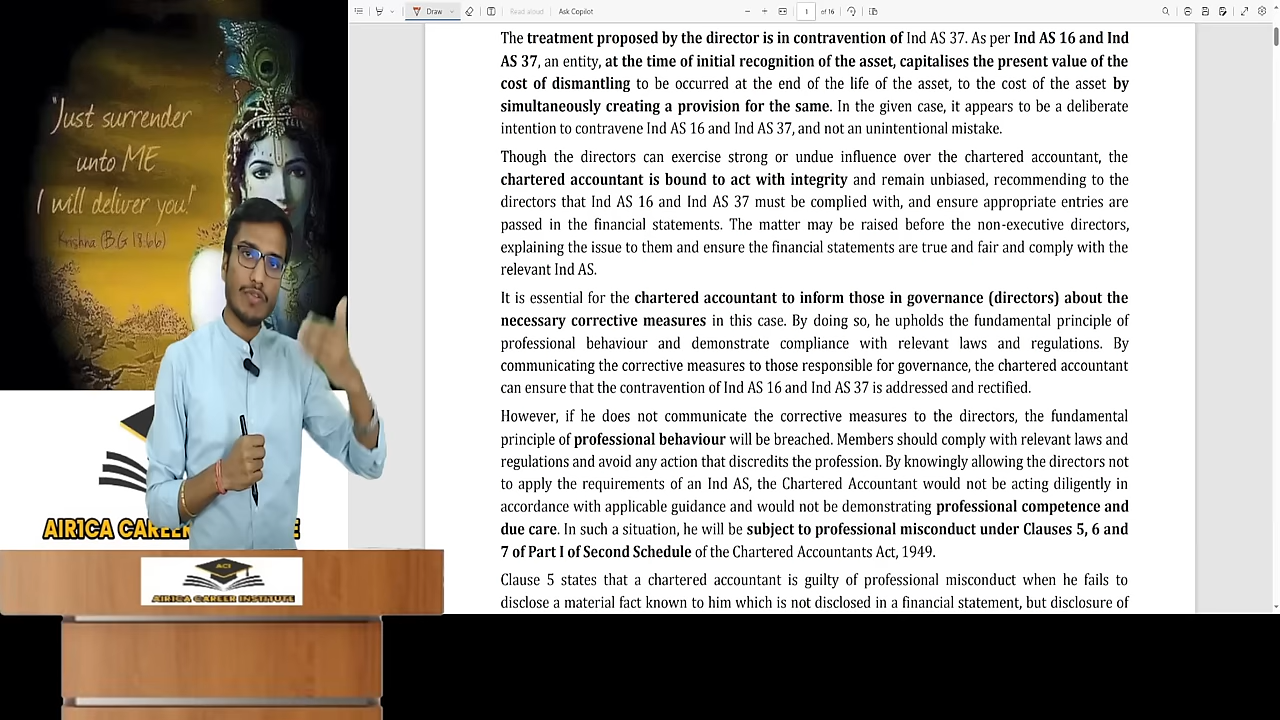 "Just surrender
unto ME
I will deliver you!"
Krishna (BG 18:66)
AIR1CA CAREER
ACI
AIR1CA CAREER INSTITUTE
Draw
Read aloud
Ask Copilot
1
of 16
The treatment proposed by the director is in contravention of Ind AS 37. As per Ind AS 16 and Ind
AS 37, an entity, at the time of initial recognition of the asset, capitalises the present value of the
cost of dismantling to be occurred at the end of the life of the asset, to the cost of the asset by
simultaneously creating a provision for the same. In the given case, it appears to be a deliberate
intention to contravene Ind AS 16 and Ind AS 37, and not an unintentional mistake.
Though the directors can exercise strong or undue influence over the chartered accountant, the
chartered accountant is bound to act with integrity and remain unbiased, recommending to the
directors that Ind AS 16 and Ind AS 37 must be complied with, and ensure appropriate entries are
passed in the financial statements. The matter may be raised before the non-executive directors,
explaining the issue to them and ensure the financial statements are true and fair and comply with the
relevant Ind AS.
It is essential for the chartered accountant to inform those in governance (directors) about the
necessary corrective measures in this case. By doing so, he upholds the fundamental principle of
professional behaviour and demonstrate compliance with relevant laws and regulations. By
communicating the corrective measures to those responsible for governance, the chartered accountant
can ensure that the contravention of Ind AS 16 and Ind AS 37 is addressed and rectified.
However, if he does not communicate the corrective measures to the directors, the fundamental
principle of professional behaviour will be breached. Members should comply with relevant laws and
regulations and avoid any action that discredits the profession. By knowingly allowing the directors not
to apply the requirements of an Ind AS, the Chartered Accountant would not be acting diligently in
accordance with applicable guidance and would not be demonstrating professional competence and
due care. In such a situation, he will be subject to professional misconduct under Clauses 5, 6 and
7 of Part I of Second Schedule of the Chartered Accountants Act, 1949.
Clause 5 states that a chartered accountant is guilty of professional misconduct when he fails to
disclose a material fact known to him which is not disclosed in a financial statement, but disclosure of